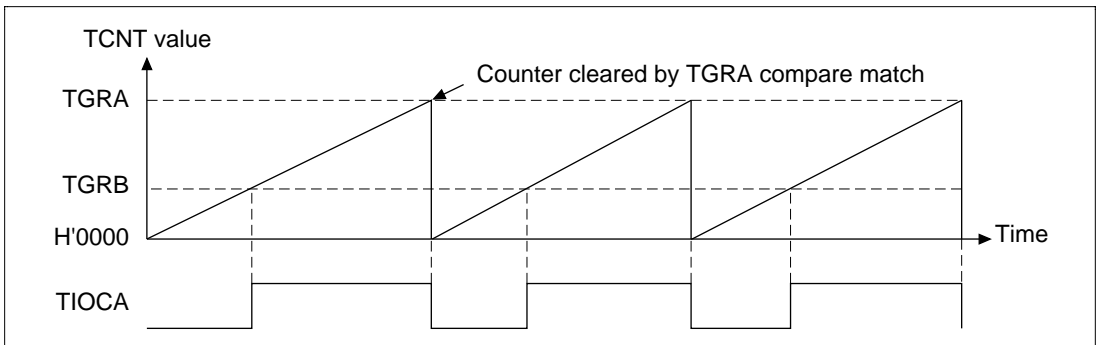 TCNT value
Counter cleared by TGRA compare match
TGRA
TGRB
H'0000
Time
TIOCA